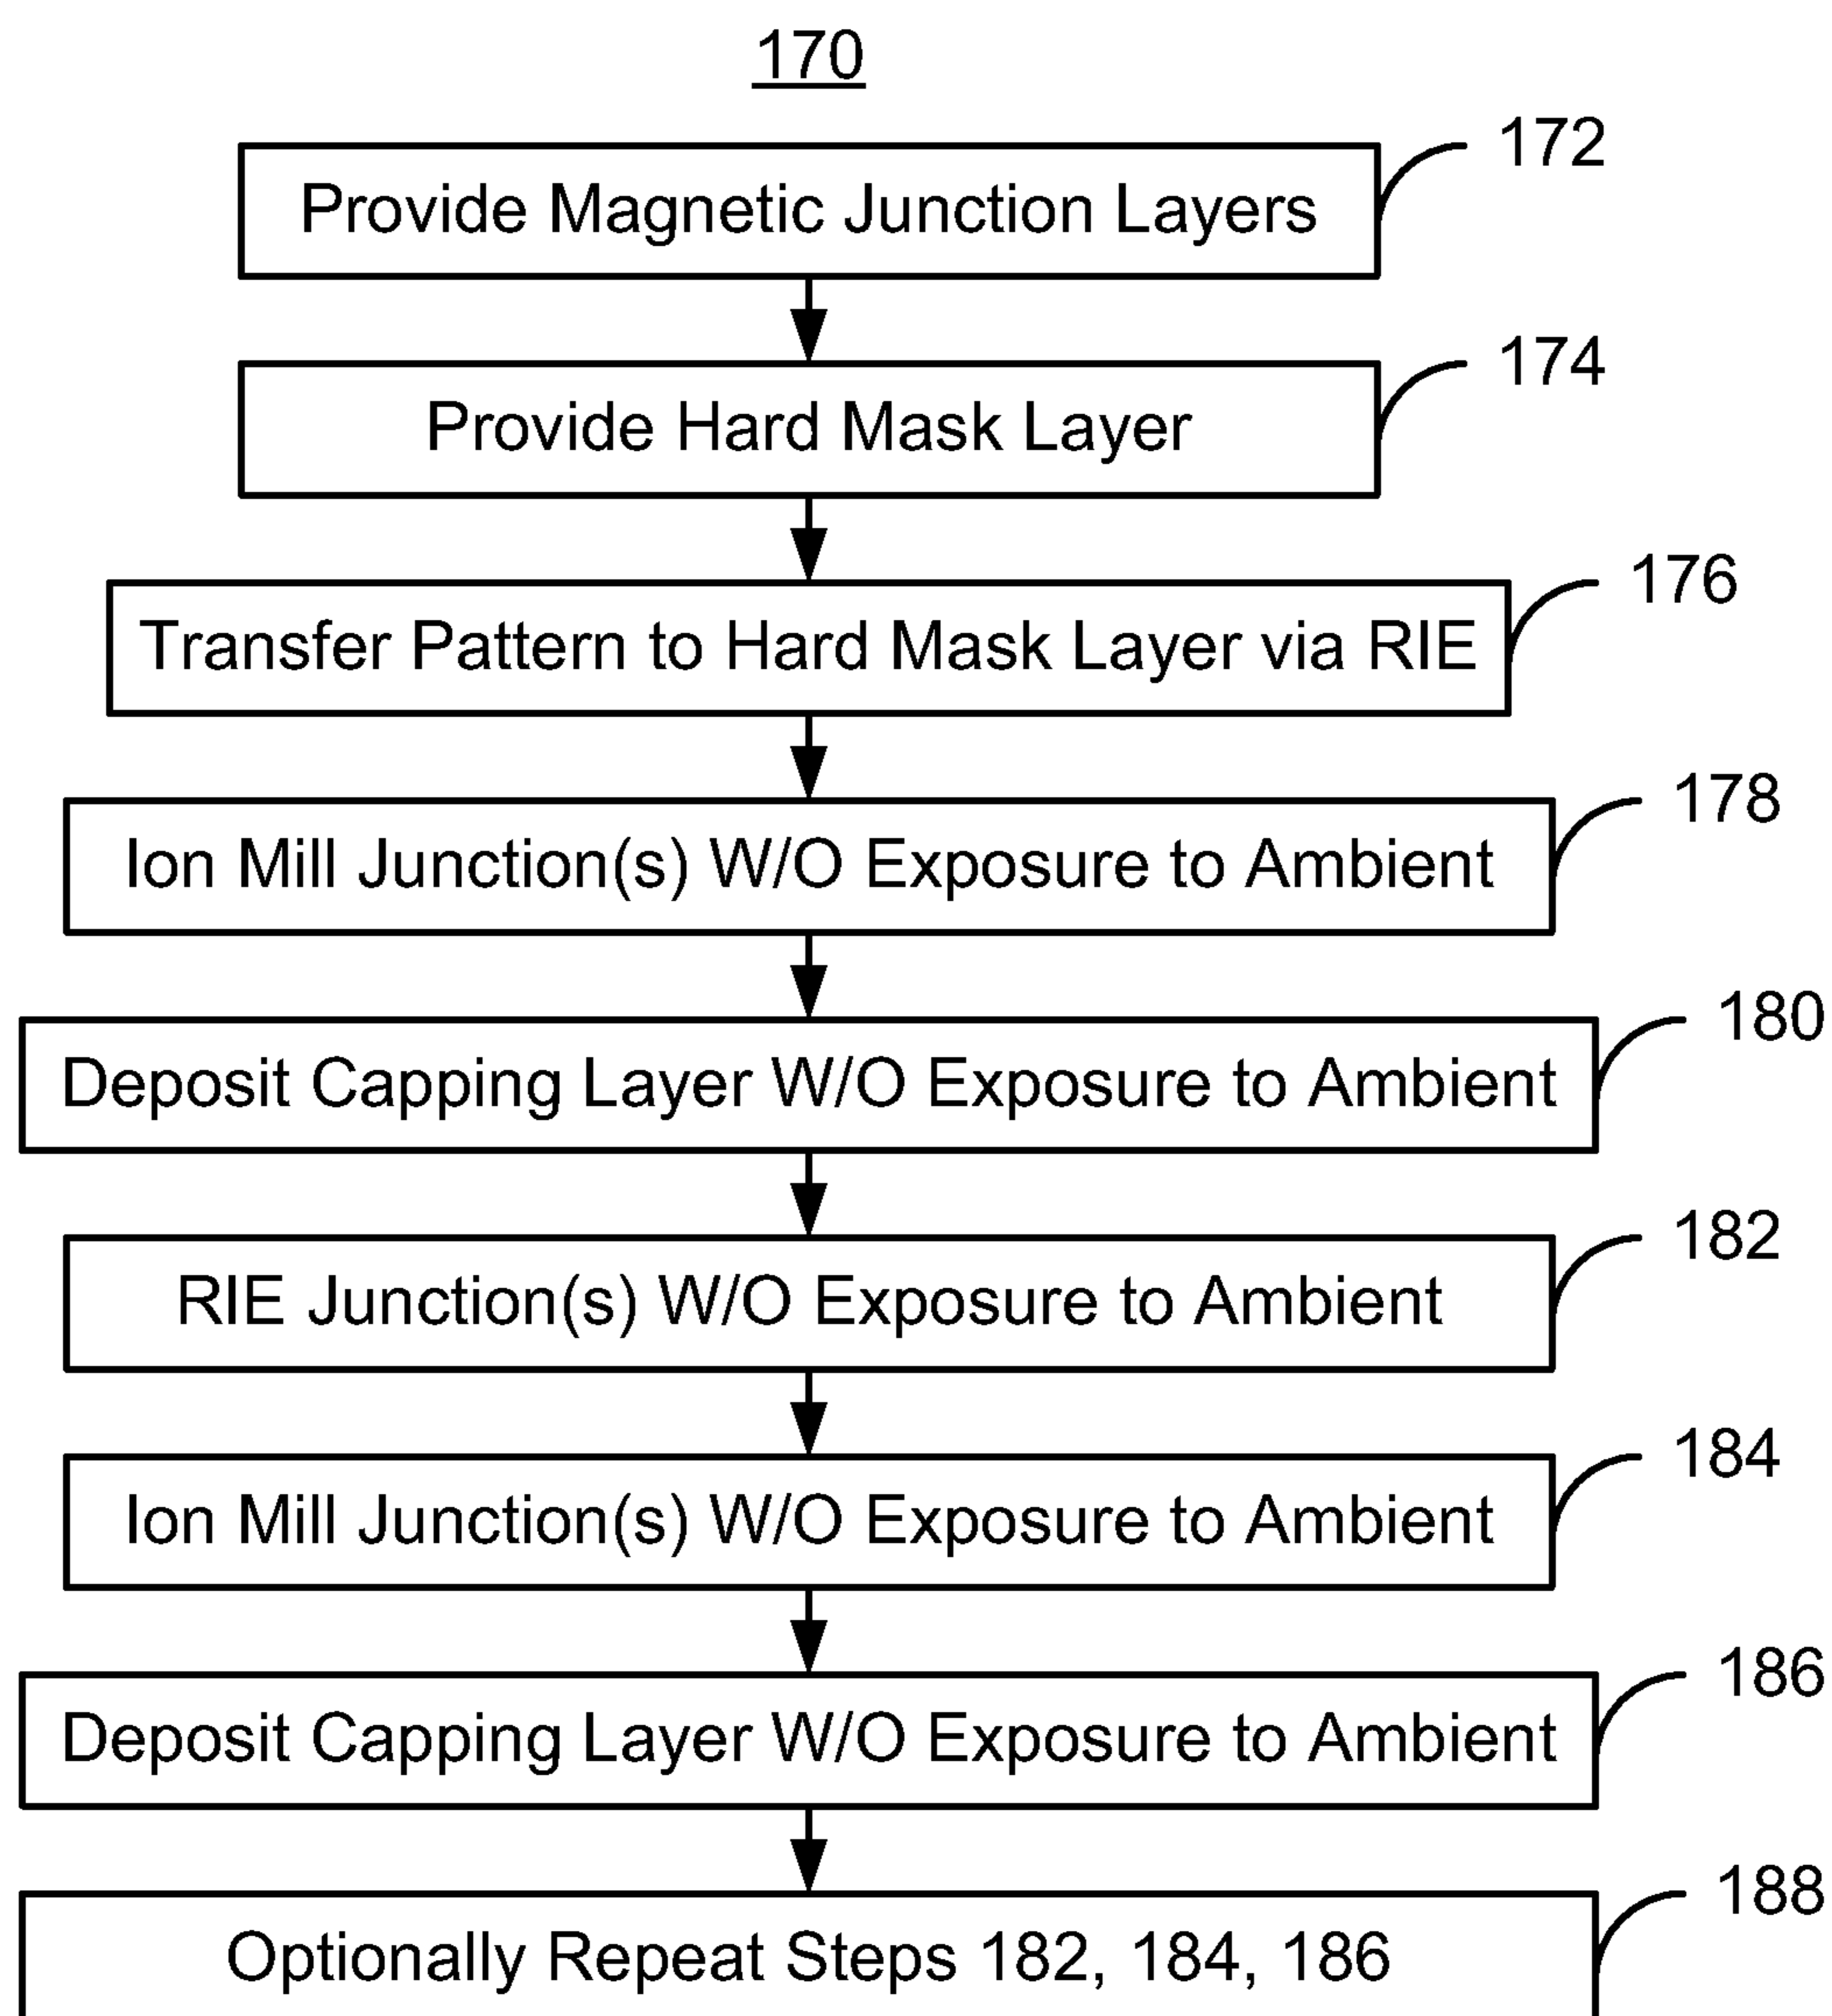 170
172
Provide Magnetic Junction Layers
174
Provide Hard Mask Layer
176
Transfer Pattern to Hard Mask Layer via RIE
178
Ion Mill Junction(s) W/O Exposure to Ambient
180
Deposit Capping Layer W/O Exposure to Ambient
182
RIE Junction(s) W/O Exposure to Ambient
184
Ion Mill Junction(s) W/O Exposure to Ambient
186
Deposit Capping Layer W/O Exposure to Ambient
188
Optionally Repeat Steps 182, 184, 186